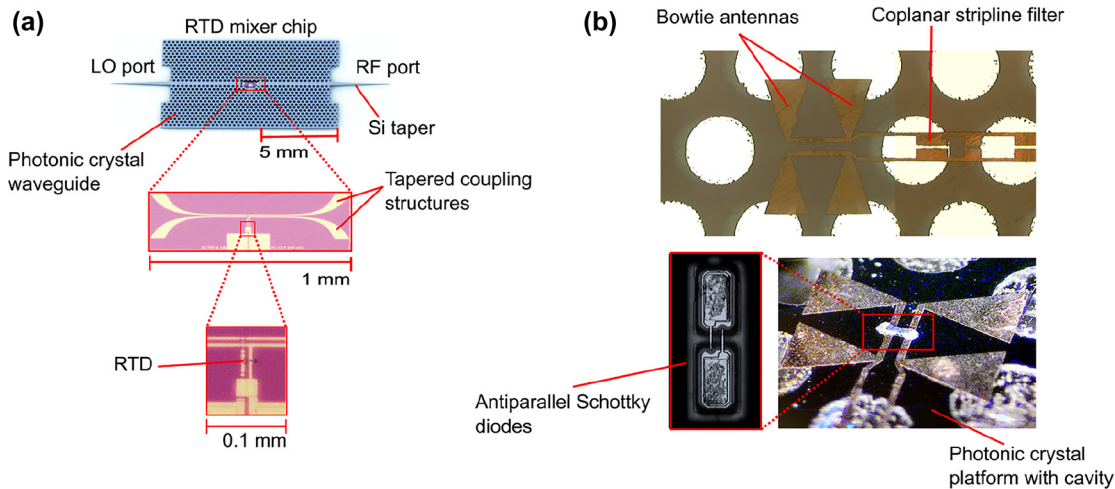 (a)
RTD mixer chip
LO port
RF port
Si taper
5 mm
Photonic crystal
waveguide
Tapered coupling
structures
1 mm
RTD
0.1 mm
(b)
Bowtie antennas
Coplanar stripline filter
Antiparallel Schottky
diodes
Photonic crystal
platform with cavity